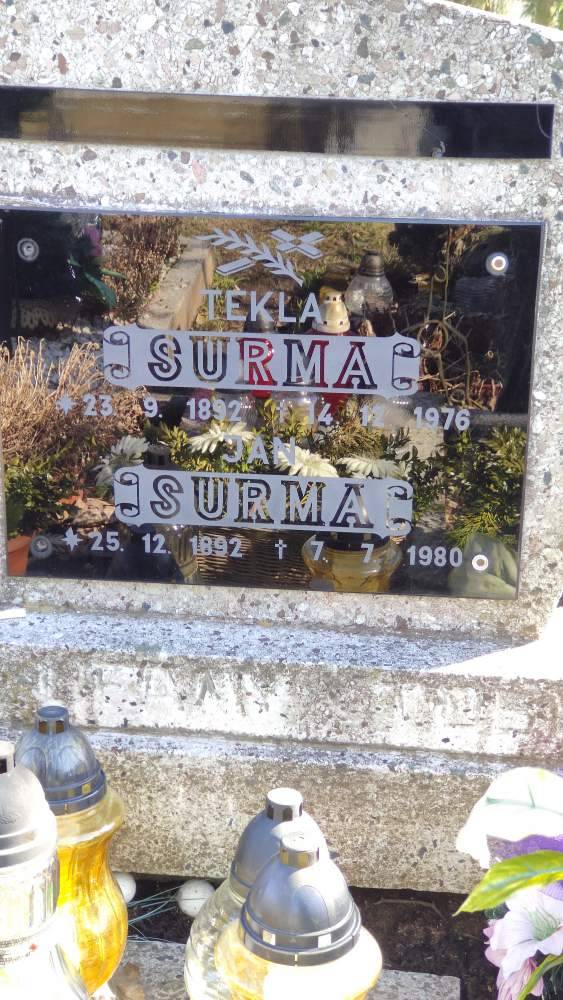 TEKLA
SURMA
* 23. 9. 1892 † 14. 12. 1976
JAN
SURMA
* 25. 12. 1892 † 7. 7. 1980